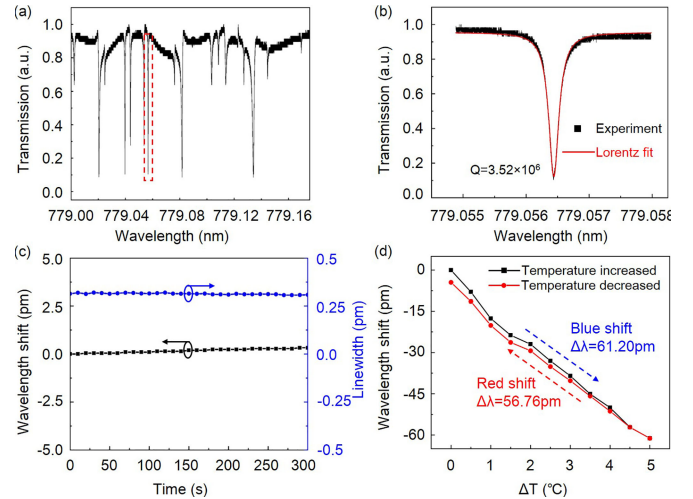 (a)
Transmission (a.u.)
1.0
0.8
0.6
0.4
0.2
0.0
779.00 779.04 779.08 779.12 779.16
Wavelength (nm)
(b)
Transmission (a.u.)
1.0
0.8
0.6
0.4
0.2
0.0
Experiment
Lorentz fit
Q=3.52×10⁶
779.055 779.056 779.057 779.058
Wavelength (nm)
(c)
Wavelength shift (pm)
5.0
2.5
0.0
-2.5
-5.0
0.5
0.25
0.0
-0.25
-0.5
Linewidth (pm)
0 50 100 150 200 250 300
Time (s)
(d)
Wavelength shift (pm)
0
-15
-30
-45
-60
Temperature increased
Temperature decreased
Blue shift
Δλ=61.20pm
Red shift
Δλ=56.76pm
0 1 2 3 4 5
ΔT (℃)